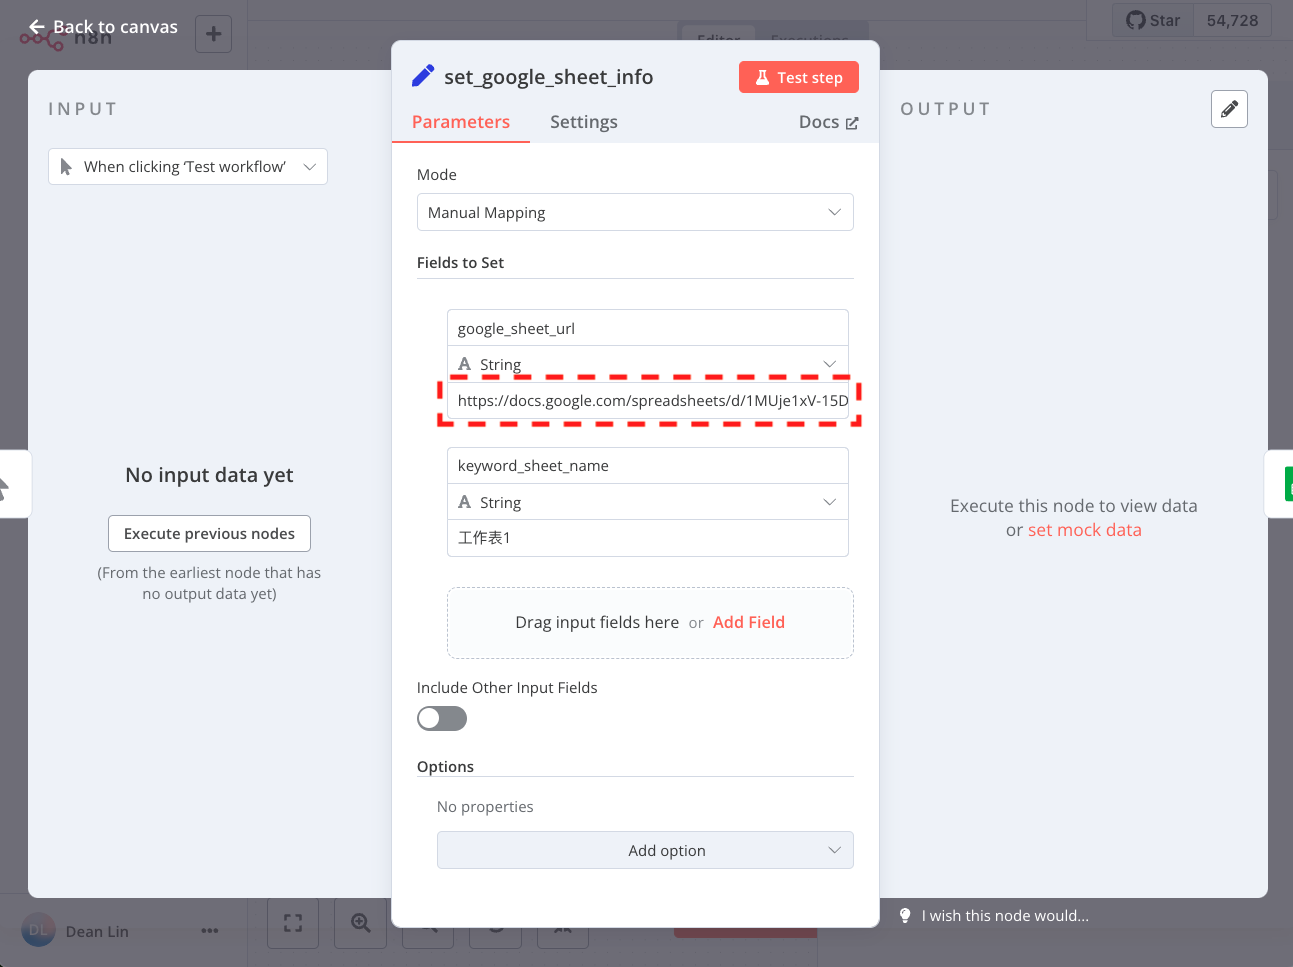 Back to canvas
n8n
Editor
Executions
Star
54,728
INPUT
When clicking ‘Test workflow’
No input data yet
Execute previous nodes
(From the earliest node that has
no output data yet)
set_google_sheet_info
Test step
Parameters
Settings
Docs
Mode
Manual Mapping
Fields to Set
google_sheet_url
A String
https://docs.google.com/spreadsheets/d/1MUje1xV-15D
keyword_sheet_name
A String
工作表1
Drag input fields here or Add Field
Include Other Input Fields
Options
No properties
Add option
OUTPUT
Execute this node to view data
or set mock data
I wish this node would...
DL
Dean Lin